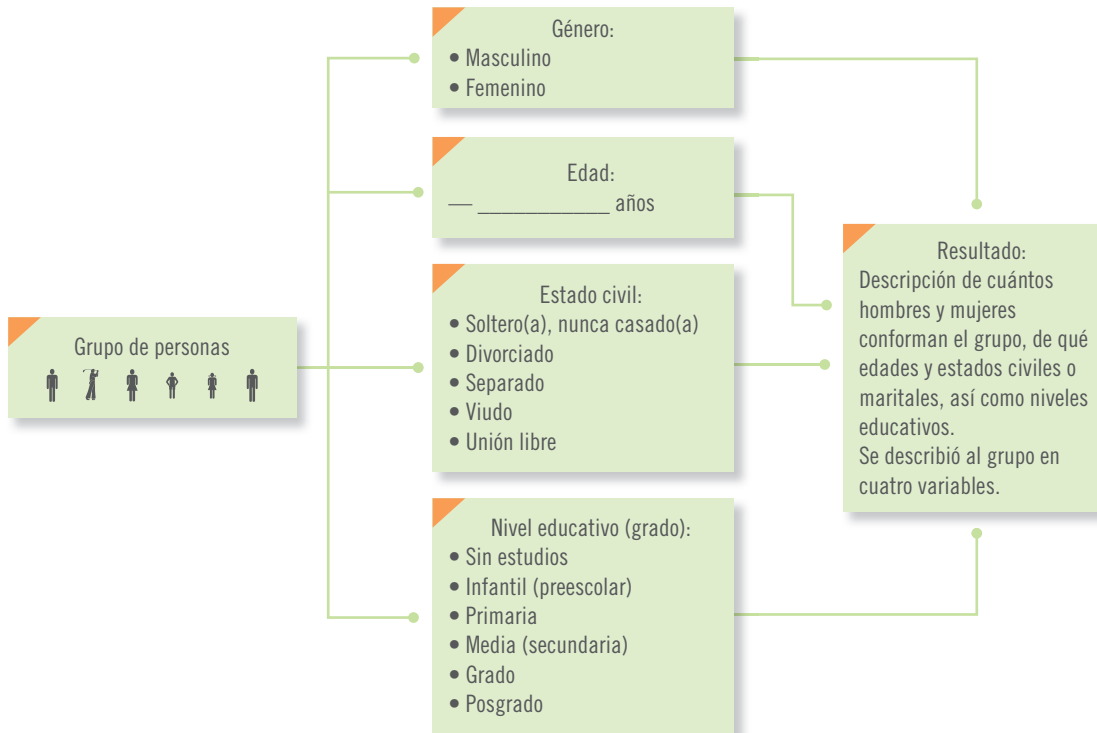 Grupo de personas
Género:
• Masculino
• Femenino
Edad:
— ____________ años
Estado civil:
• Soltero(a), nunca casado(a)
• Divorciado
• Separado
• Viudo
• Unión libre
Nivel educativo (grado):
• Sin estudios
• Infantil (preescolar)
• Primaria
• Media (secundaria)
• Grado
• Posgrado
Resultado:
Descripción de cuántos
hombres y mujeres
conforman el grupo, de qué
edades y estados civiles o
maritales, así como niveles
educativos.
Se describió al grupo en
cuatro variables.